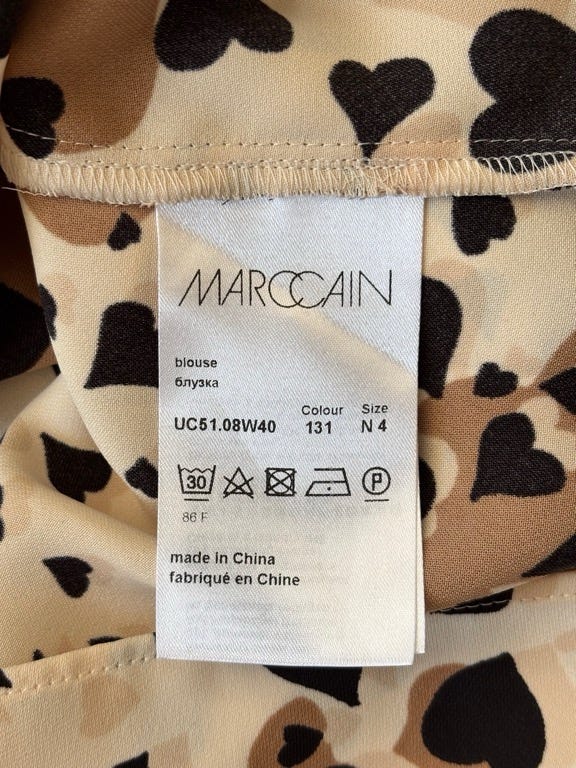 MARCCAIN
blouse
блузка
Colour Size
UC51.08W40 131 N 4
30 P
86 F
made in China
fabriqué en Chine